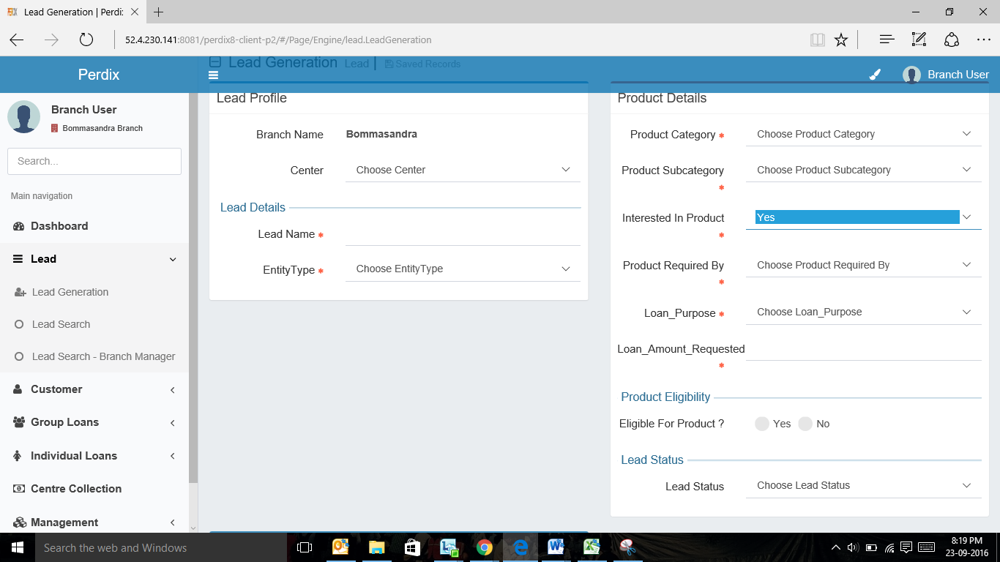 Lead Generation | Perdix
52.4.230.141:8081/perdix8-client-p2/#/Page/Engine/lead.LeadGeneration
Perdix
Lead Generation Lead | Saved Records
Branch User
Branch User
Bommasandra Branch
Search...
Main navigation
Dashboard
Lead
Lead Generation
Lead Search
Lead Search - Branch Manager
Customer
Group Loans
Individual Loans
Centre Collection
Management
Lead Profile
Branch Name Bommasandra
Center Choose Center
Lead Details
Lead Name *
EntityType * Choose EntityType
Product Details
Product Category * Choose Product Category
Product Subcategory * Choose Product Subcategory
Interested In Product * Yes
Product Required By * Choose Product Required By
Loan_Purpose * Choose Loan_Purpose
Loan_Amount_Requested *
Product Eligibility
Eligible For Product ? Yes No
Lead Status
Lead Status Choose Lead Status
Search the web and Windows
8:19 PM
23-09-2016